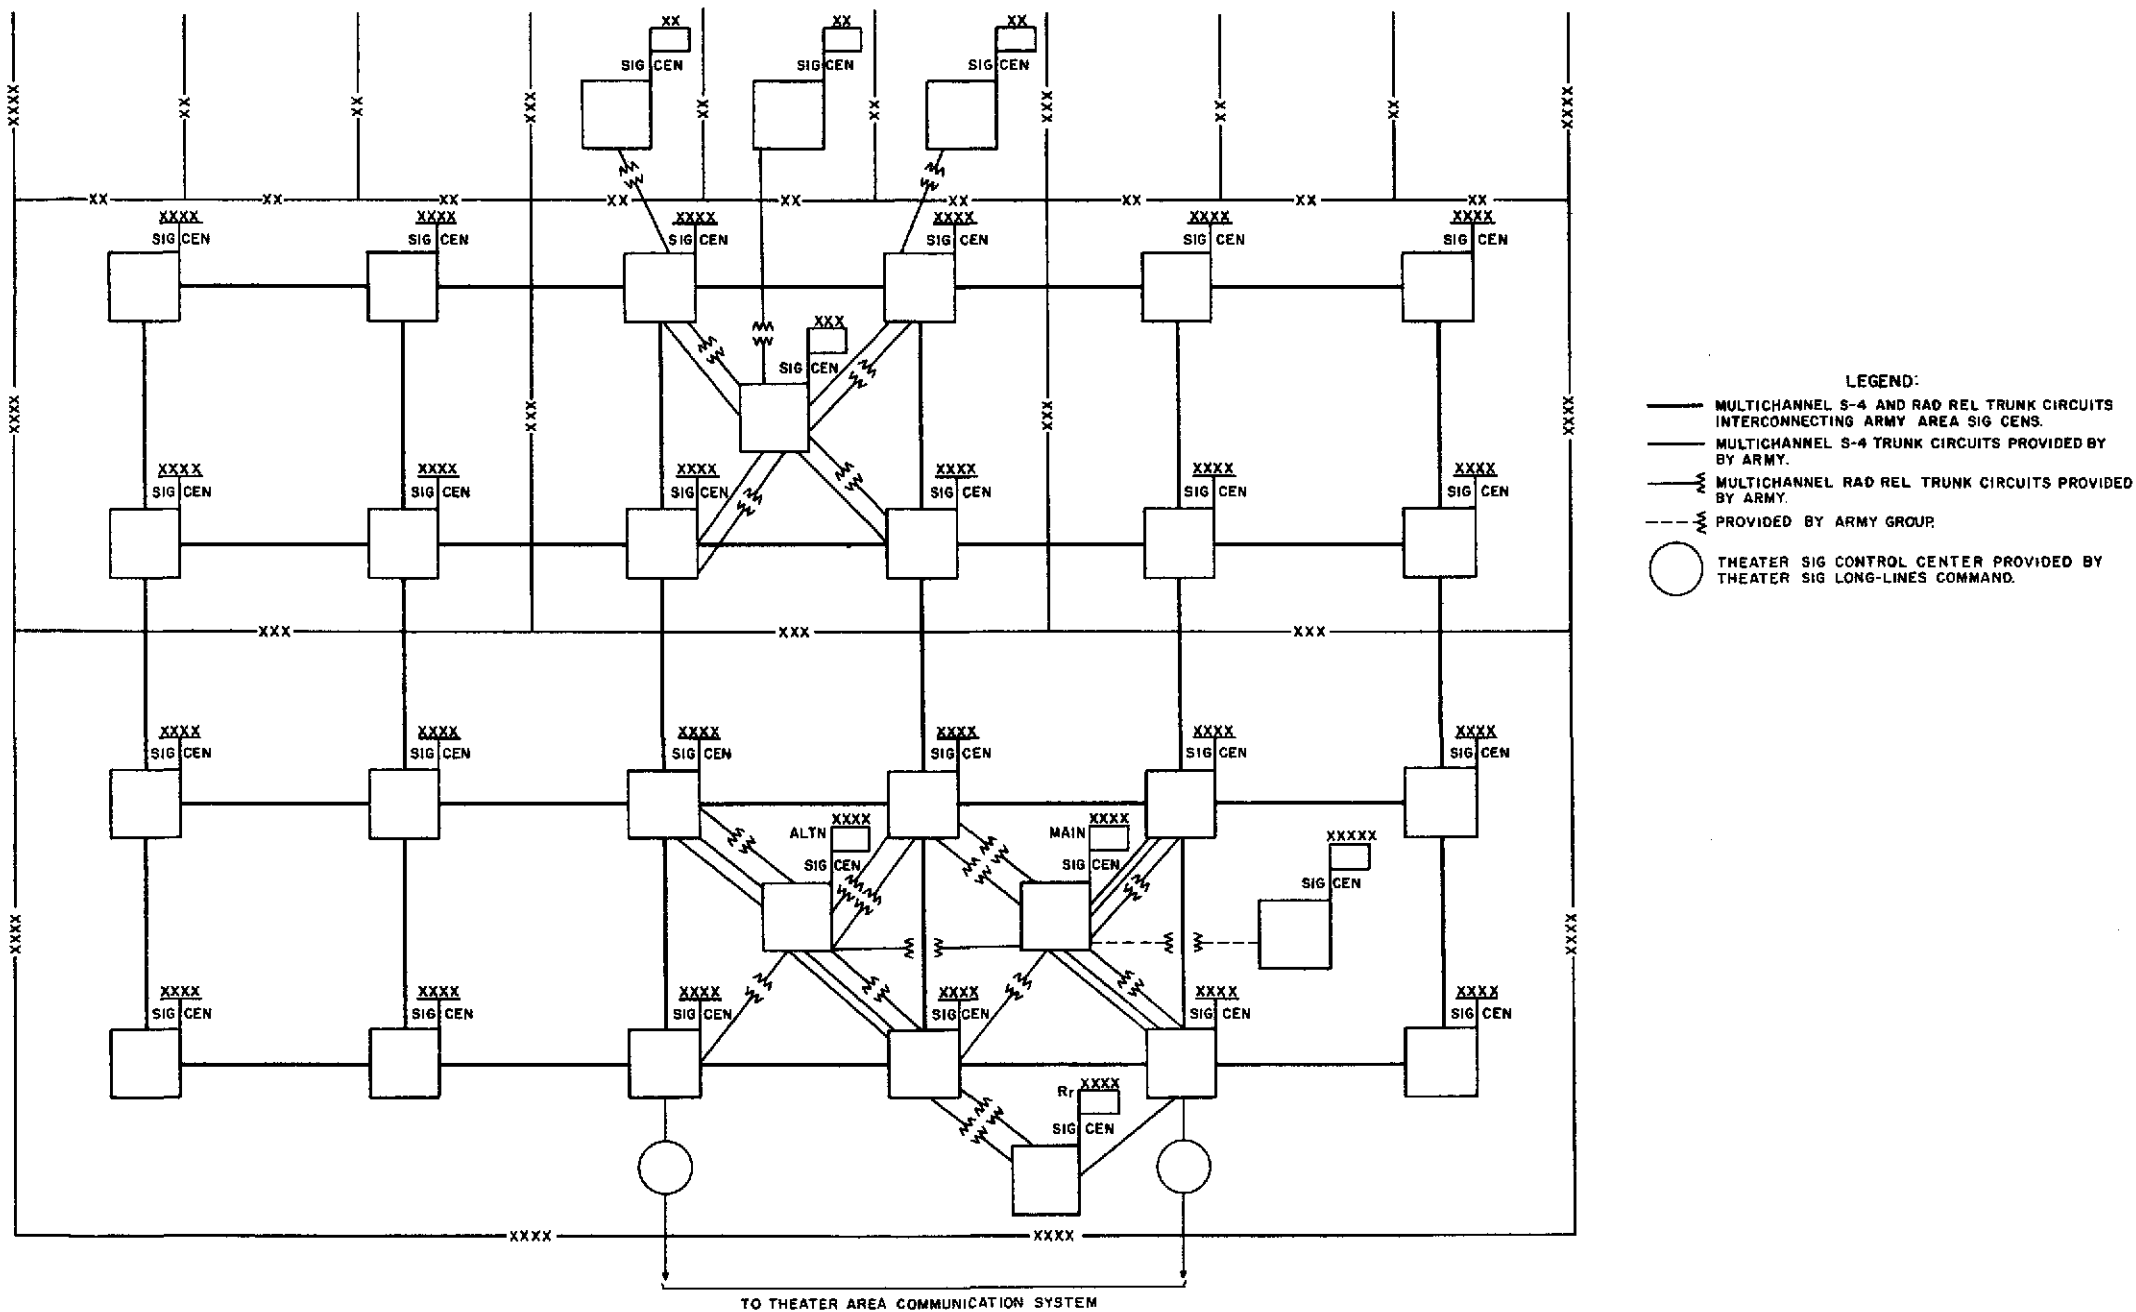 XX XX XX
SIG CEN SIG CEN SIG CEN
XXXX XX XX XXX XX XX XXX XX XX XXXX
XX XX XX XX XX XX XX XX XX
XXXX XXXX XXXX XXXX XXXX XXXX
SIG CEN SIG CEN SIG CEN SIG CEN SIG CEN SIG CEN
XXX
SIG CEN
XXXX XXX XXX XXXX
XXXX XXXX XXXX XXXX XXXX XXXX
SIG CEN SIG CEN SIG CEN SIG CEN SIG CEN SIG CEN
XXX XXX XXX
XXXX XXXX XXXX XXXX XXXX XXXX
SIG CEN SIG CEN SIG CEN SIG CEN SIG CEN SIG CEN
ALTN XXXX MAIN XXXX XXXXX
SIG CEN SIG CEN SIG CEN
XXXX XXXX
XXXX XXXX XXXX XXXX XXXX XXXX
SIG CEN SIG CEN SIG CEN SIG CEN SIG CEN SIG CEN
Rr XXXX
SIG CEN
XXXX XXXX
TO THEATER AREA COMMUNICATION SYSTEM
LEGEND:
MULTICHANNEL S-4 AND RAD REL TRUNK CIRCUITS
INTERCONNECTING ARMY AREA SIG CENS.
MULTICHANNEL S-4 TRUNK CIRCUITS PROVIDED BY
BY ARMY.
MULTICHANNEL RAD REL TRUNK CIRCUITS PROVIDED
BY ARMY.
PROVIDED BY ARMY GROUP.
THEATER SIG CONTROL CENTER PROVIDED BY
THEATER SIG LONG-LINES COMMAND.